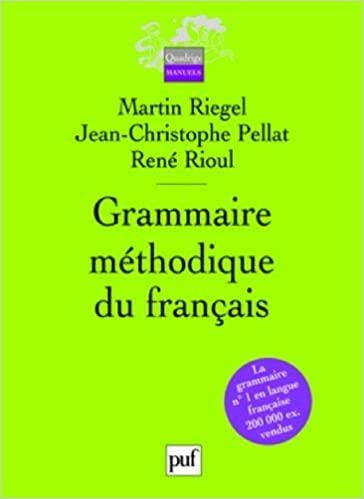 Quadrige
MANUELS
Martin Riegel
Jean-Christophe Pellat
René Rioul
Grammaire
méthodique
du français
La
grammaire
n° 1 en langue
française
200 000 ex.
vendus
puf